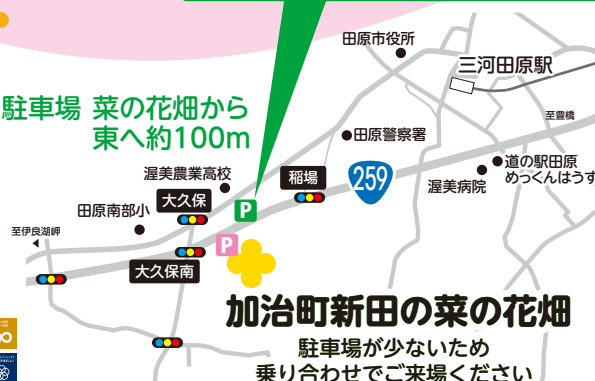 田原市役所
三河田原駅
駐車場 菜の花畑から
東へ約100m
至豊橋
田原警察署
道の駅田原
めっくんはうす
渥美農業高校
稲場
259
渥美病院
大久保
P
田原南部小
至伊良湖岬
P
大久保南
加治町新田の菜の花畑
駐車場が少ないため
乗り合わせでご来場ください